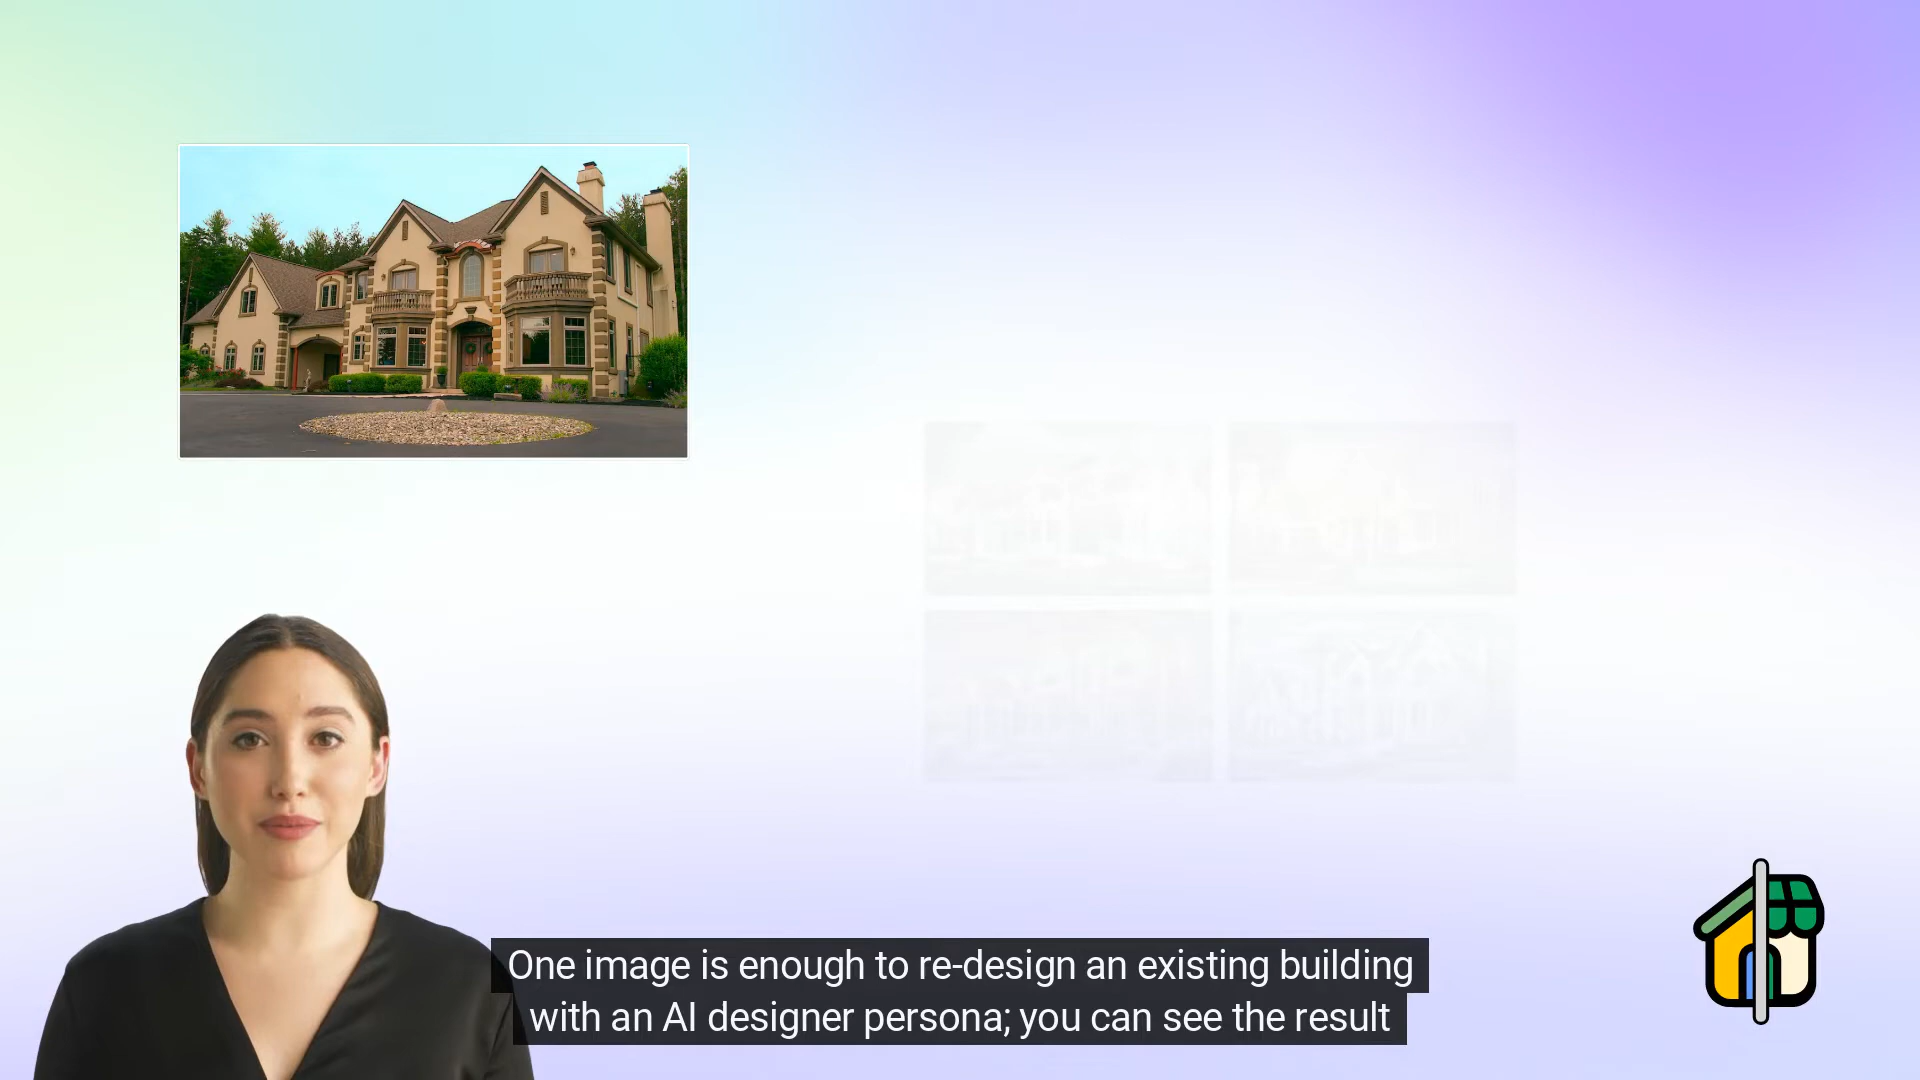 One image is enough to re-design an existing building
with an AI designer persona; you can see the result